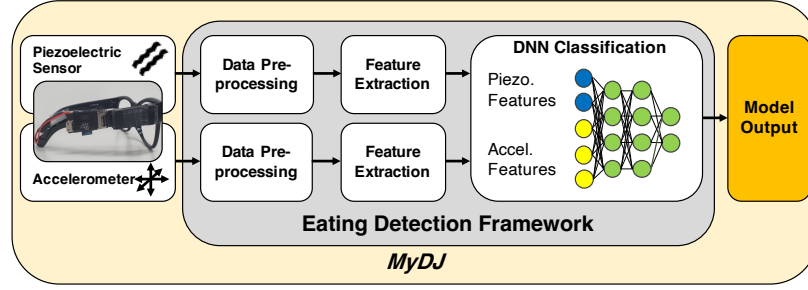 Piezoelectric
Sensor
Accelerometer
Data Pre-
processing
Feature
Extraction
Data Pre-
processing
Feature
Extraction
DNN Classification
Piezo.
Features
Accel.
Features
Model
Output
Eating Detection Framework
MyDJ